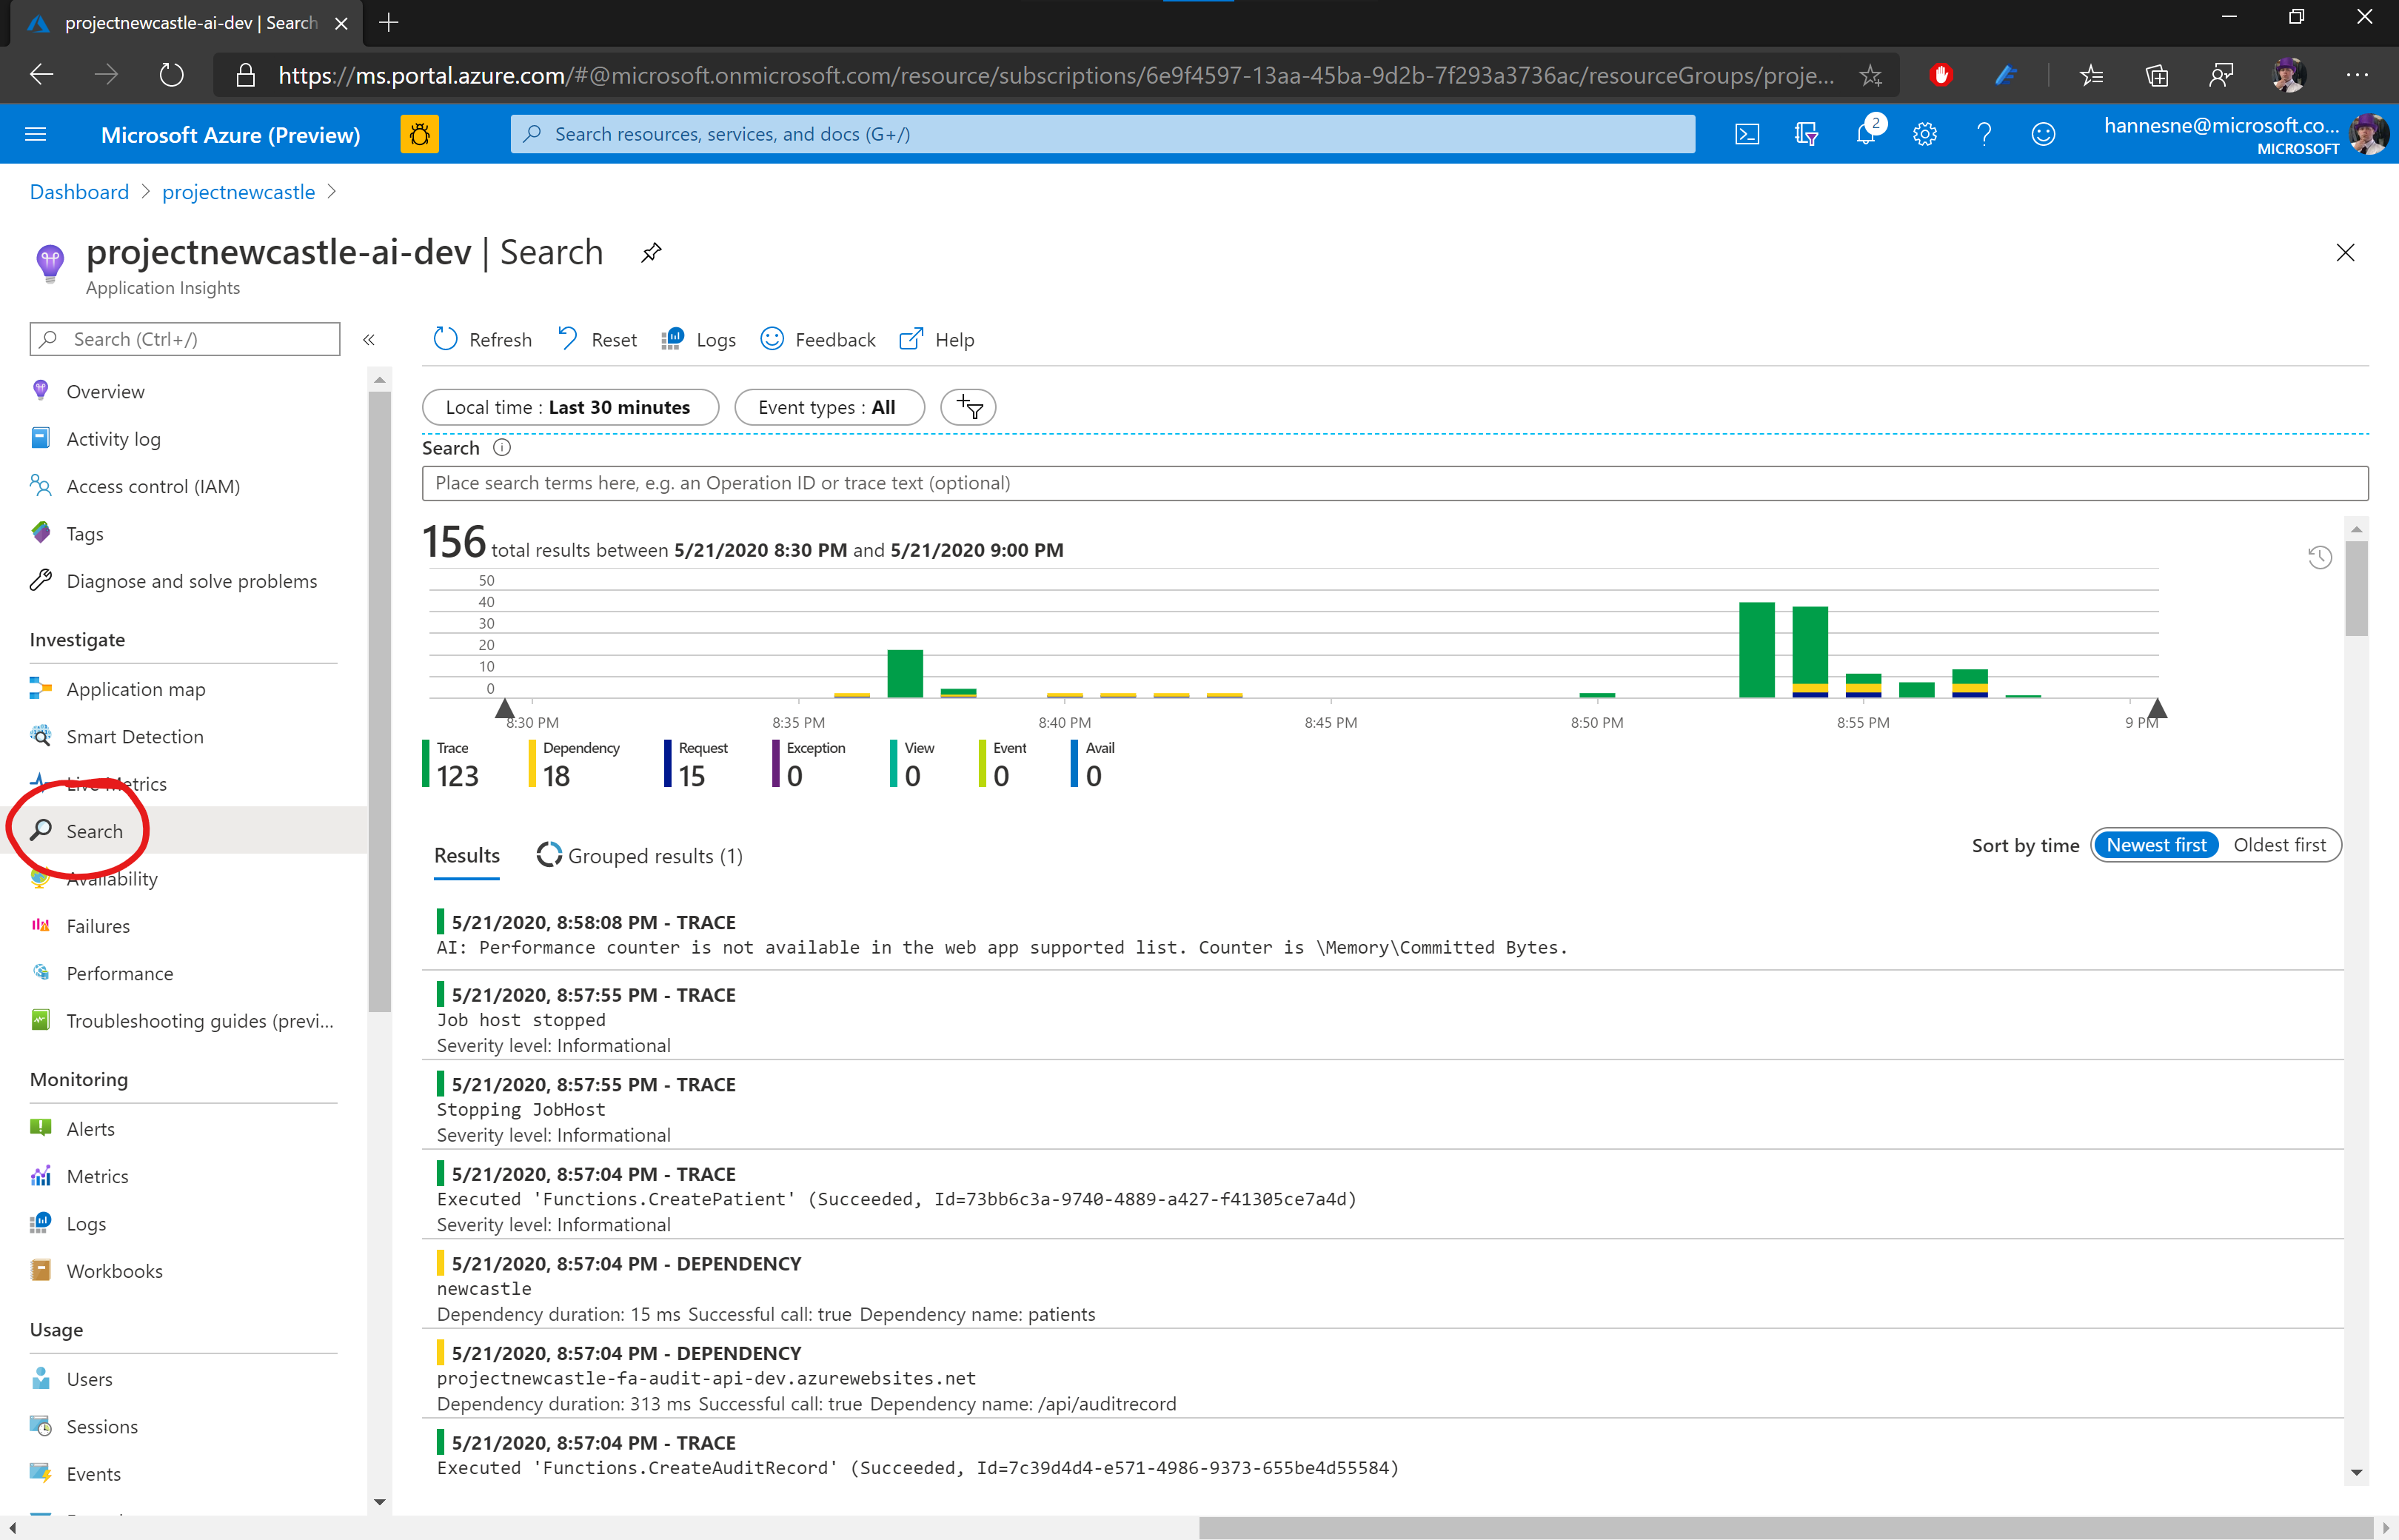 projectnewcastle-ai-dev | Search
https://ms.portal.azure.com/#@microsoft.onmicrosoft.com/resource/subscriptions/6e9f4597-13aa-45ba-9d2b-7f293a3736ac/resourceGroups/proje...
Microsoft Azure (Preview)
Search resources, services, and docs (G+/)
2
hannesne@microsoft.co...
MICROSOFT
Dashboard > projectnewcastle >
projectnewcastle-ai-dev | Search
Application Insights
Search (Ctrl+/)
«
Overview
Activity log
Access control (IAM)
Tags
Diagnose and solve problems
Investigate
Application map
Smart Detection
Live Metrics
Search
Availability
Failures
Performance
Troubleshooting guides (previ...
Monitoring
Alerts
Metrics
Logs
Workbooks
Usage
Users
Sessions
Events
Refresh
Reset
Logs
Feedback
Help
Local time : Last 30 minutes
Event types : All
Search
Place search terms here, e.g. an Operation ID or trace text (optional)
156 total results between 5/21/2020 8:30 PM and 5/21/2020 9:00 PM
50
40
30
20
10
0
8:30 PM
8:35 PM
8:40 PM
8:45 PM
8:50 PM
8:55 PM
9 PM
Trace
123
Dependency
18
Request
15
Exception
0
View
0
Event
0
Avail
0
Results
Grouped results (1)
Sort by time
Newest first
Oldest first
5/21/2020, 8:58:08 PM - TRACE
AI: Performance counter is not available in the web app supported list. Counter is \Memory\Committed Bytes.
5/21/2020, 8:57:55 PM - TRACE
Job host stopped
Severity level: Informational
5/21/2020, 8:57:55 PM - TRACE
Stopping JobHost
Severity level: Informational
5/21/2020, 8:57:04 PM - TRACE
Executed 'Functions.CreatePatient' (Succeeded, Id=73bb6c3a-9740-4889-a427-f41305ce7a4d)
Severity level: Informational
5/21/2020, 8:57:04 PM - DEPENDENCY
newcastle
Dependency duration: 15 ms Successful call: true Dependency name: patients
5/21/2020, 8:57:04 PM - DEPENDENCY
projectnewcastle-fa-audit-api-dev.azurewebsites.net
Dependency duration: 313 ms Successful call: true Dependency name: /api/auditrecord
5/21/2020, 8:57:04 PM - TRACE
Executed 'Functions.CreateAuditRecord' (Succeeded, Id=7c39d4d4-e571-4986-9373-655be4d55584)